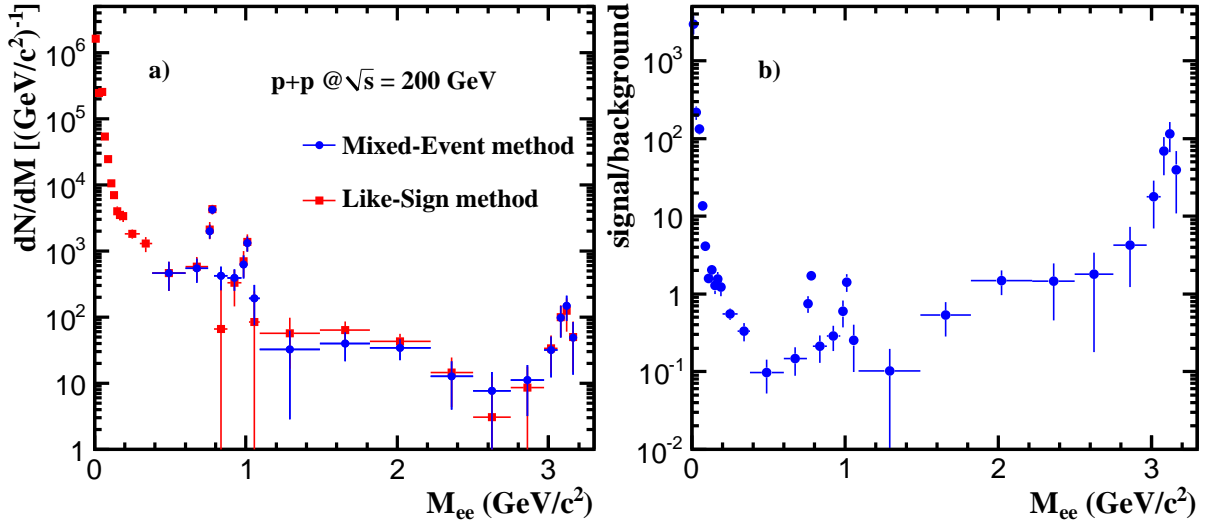 a)
p+p @√s = 200 GeV
Mixed-Event method
Like-Sign method
dN/dM [(GeV/c²)⁻¹]
10⁶
10⁵
10⁴
10³
10²
10
1
0 1 2 3
M_ee (GeV/c²)
b)
signal/background
10³
10²
10
1
10⁻¹
10⁻²
0 1 2 3
M_ee (GeV/c²)